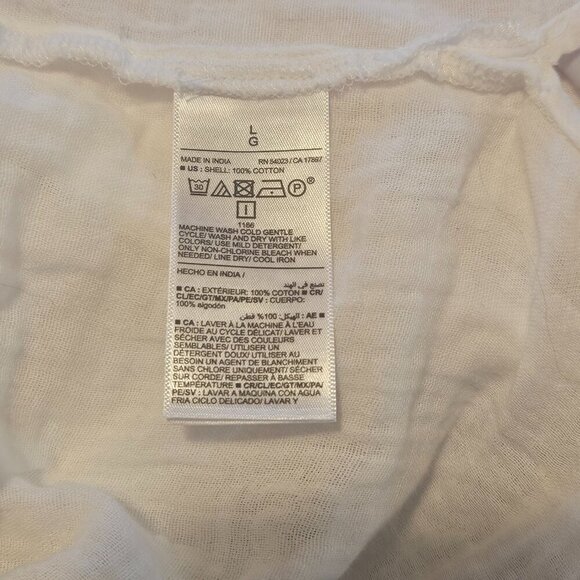 L
G
MADE IN INDIA RN 54023 / CA 17897
■ US : SHELL: 100% COTTON
30 P ®
I
1166
MACHINE WASH COLD GENTLE
CYCLE/ WASH AND DRY WITH LIKE
COLORS/ USE MILD DETERGENT/
ONLY NON-CHLORINE BLEACH WHEN
NEEDED/ LINE DRY/ COOL IRON
HECHO EN INDIA /
تصنع في الهند
■ CA : EXTÉRIEUR: 100% COTON ■ CR/
CL/EC/GT/MX/PA/PE/SV : CUERPO:
100% algodón
■ AE : الهيكل: 100% قطن
■ CA : LAVER À LA MACHINE À L'EAU
FROIDE AU CYCLE DÉLICAT/ LAVER ET
SÉCHER AVEC DES COULEURS
SEMBLABLES/ UTILISER UN
DÉTERGENT DOUX/ UTILISER AU
BESOIN UN AGENT DE BLANCHIMENT
SANS CHLORE UNIQUEMENT/ SÉCHER
SUR CORDE/ REPASSER À BASSE
TEMPÉRATURE ■ CR/CL/EC/GT/MX/PA/
PE/SV : LAVAR A MAQUINA CON AGUA
FRIA CICLO DELICADO/ LAVAR Y